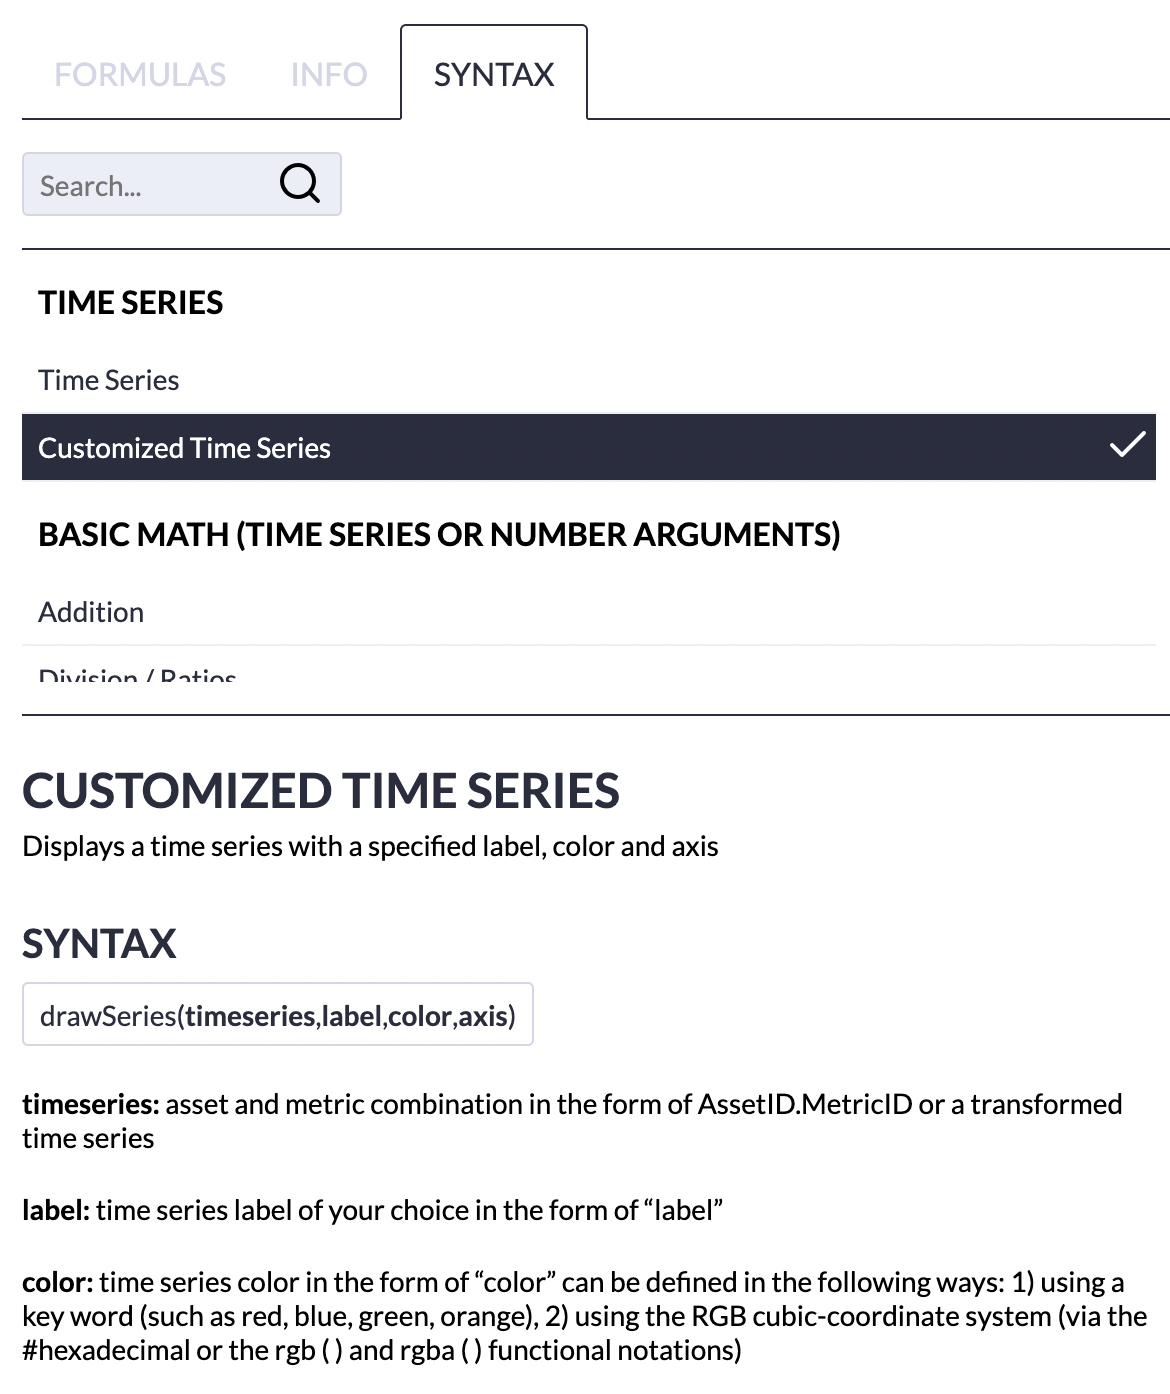 FORMULAS INFO SYNTAX
Search...
TIME SERIES
Time Series
Customized Time Series
BASIC MATH (TIME SERIES OR NUMBER ARGUMENTS)
Addition
Division / Ratios
CUSTOMIZED TIME SERIES
Displays a time series with a specified label, color and axis
SYNTAX
drawSeries(timeseries,label,color,axis)
timeseries: asset and metric combination in the form of AssetID.MetricID or a transformed
time series
label: time series label of your choice in the form of “label”
color: time series color in the form of “color” can be defined in the following ways: 1) using a
key word (such as red, blue, green, orange), 2) using the RGB cubic-coordinate system (via the
#hexadecimal or the rgb ( ) and rgba ( ) functional notations)